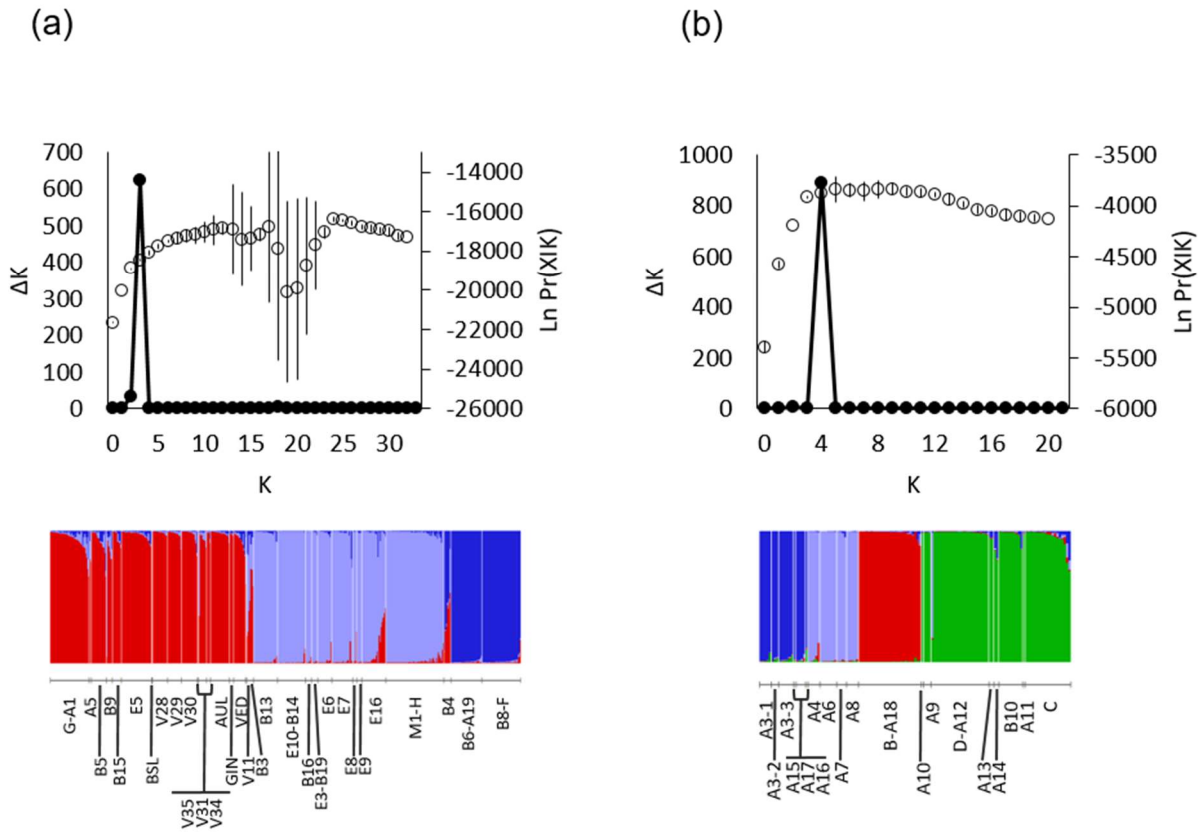 (a)
(b)
700
600
500
400
300
200
100
0
ΔK
-14000
-16000
-18000
-20000
-22000
-24000
-26000
Ln Pr(XIK)
0 5 10 15 20 25 30
K
1000
800
600
400
200
0
ΔK
-3500
-4000
-4500
-5000
-5500
-6000
Ln Pr(XIK)
0 4 8 12 16 20
K
G-A1
A5
B5
B9
B15
E5
BSL
V28
V29
V30
V35
V31
V34
AUL
GIN
VED
V11
B3
B13
E10-B14
B16
E3-B19
E6
E7
E8
E9
E16
M1-H
B4
B6-A19
B8-F
A3-1
A3-2
A3-3
A15
A17
A16
A4
A6
A7
A8
B-A18
A10
A9
D-A12
A13
A14
B10
A11
C